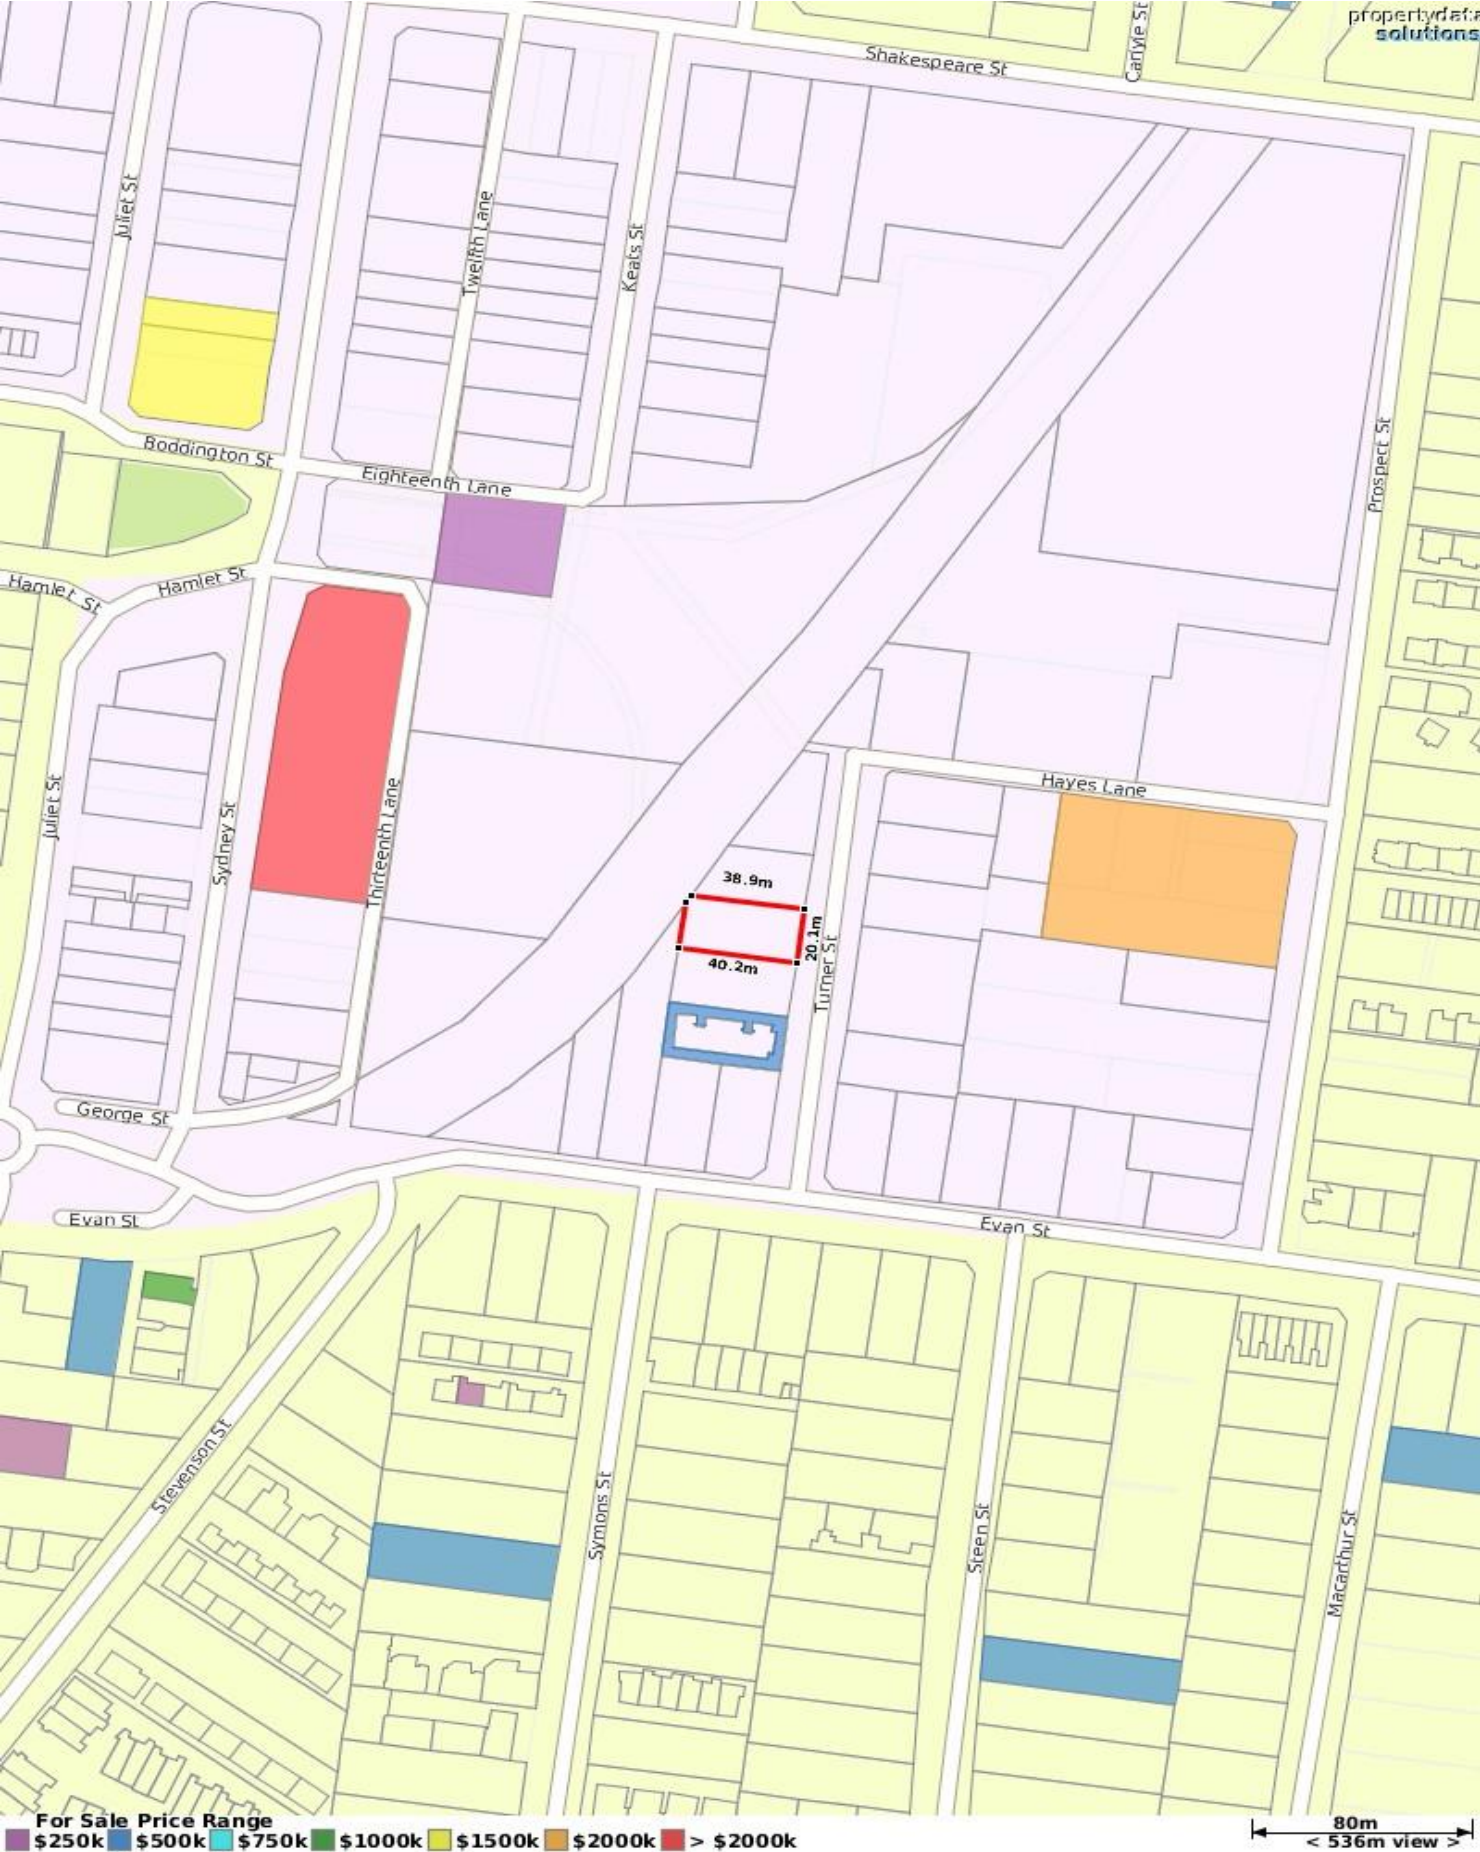 propertydata
solutions
Carlyle St
Shakespeare St
Juliet St
Twelfth Lane
Keats St
Prospect St
Boddington St
Eighteenth Lane
Hamlet St
Hamlet St
Juliet St
Sydney St
Thirteenth Lane
Hayes Lane
38.9m
20.1m
40.2m
Turner St
George St
Evan St
Evan St
Stevenson St
Symons St
Steen St
Macarthur St
For Sale Price Range
$250k $500k $750k $1000k $1500k $2000k > $2000k
80m
< 536m view >